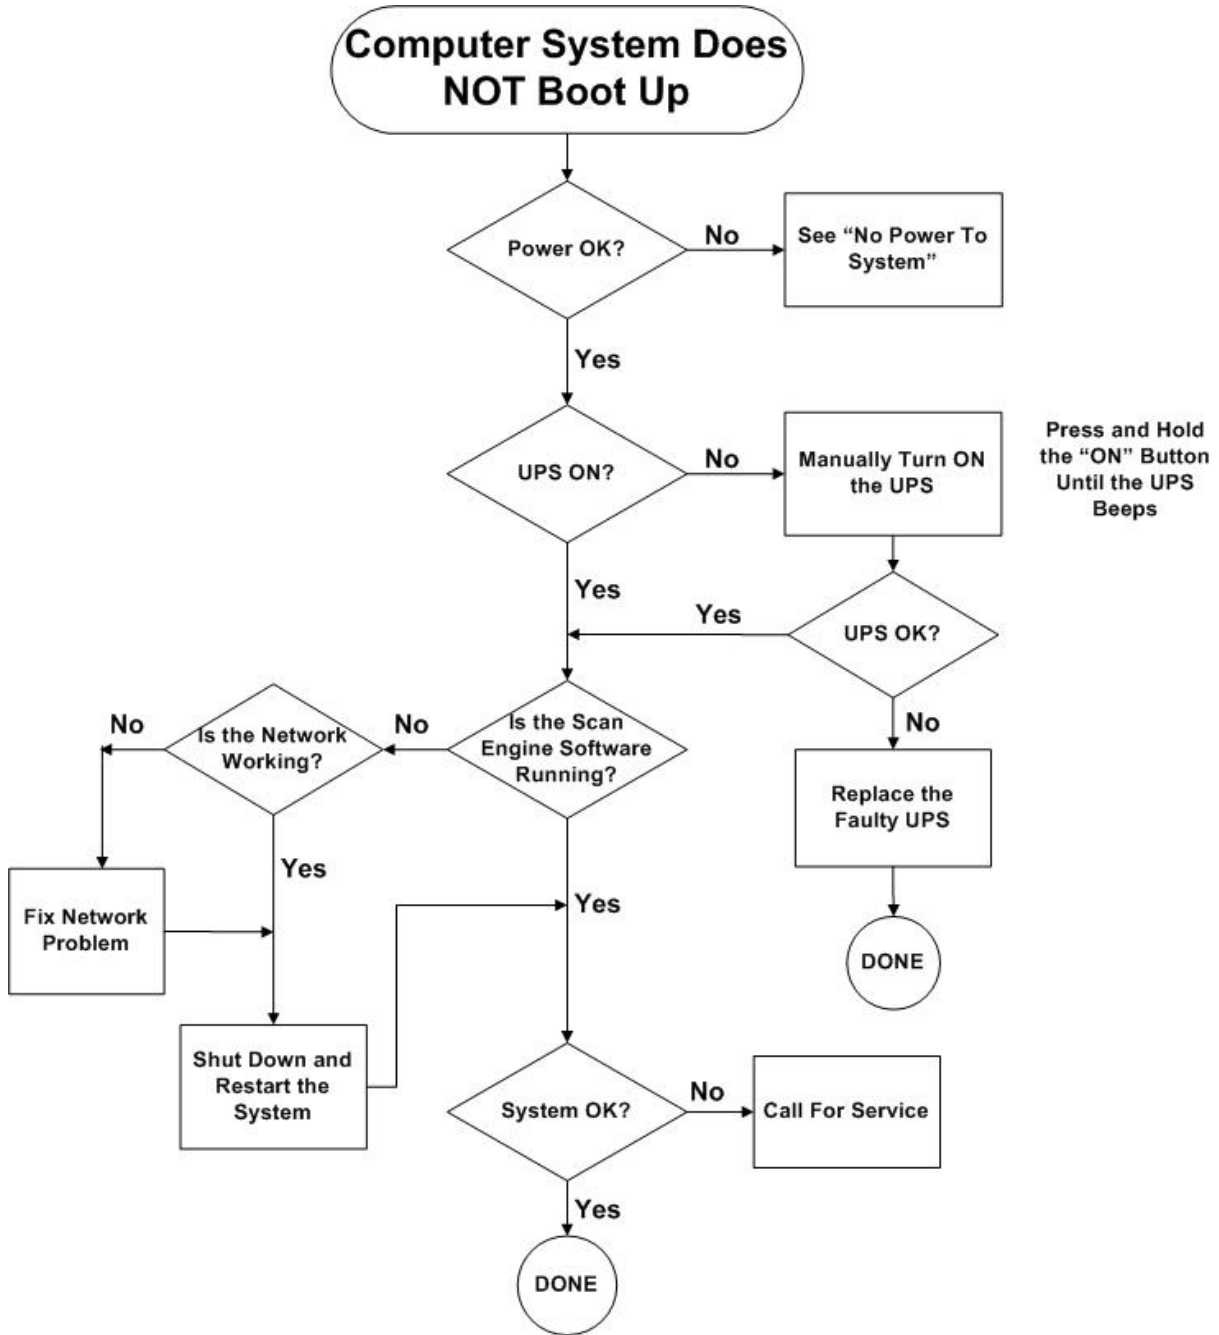 Computer System Does
NOT Boot Up
Power OK?
No
See “No Power To
System”
Yes
UPS ON?
No
Manually Turn ON
the UPS
Press and Hold
the “ON” Button
Until the UPS
Beeps
Yes
Yes
UPS OK?
No
Is the Network
Working?
No
Is the Scan
Engine Software
Running?
No
Replace the
Faulty UPS
Yes
Fix Network
Problem
Yes
DONE
Shut Down and
Restart the
System
System OK?
No
Call For Service
Yes
DONE